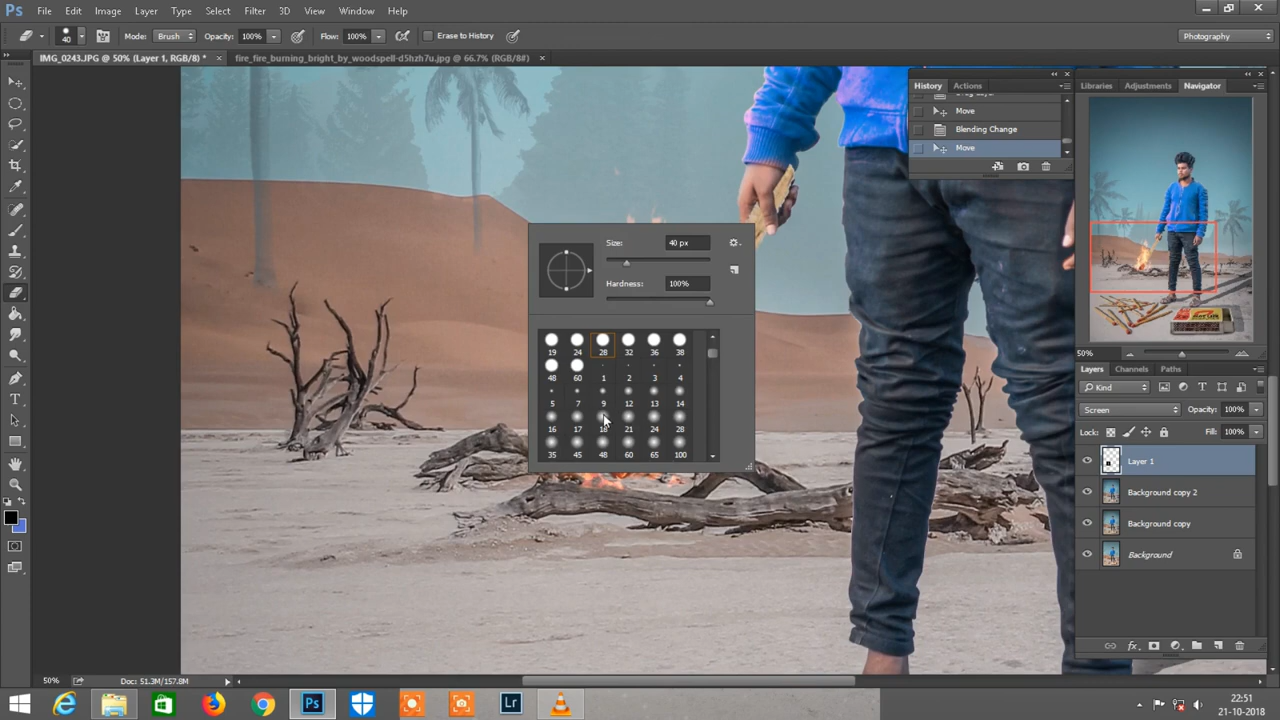 Ps File Edit Image Layer Type Select Filter 3D View Window Help
40 Mode: Brush Opacity: 100% Flow: 100% Erase to History Photography
IMG_0243.JPG @ 50% (Layer 1, RGB/8) * × fire_fire_burning_bright_by_woodspell-d5hzh7u.jpg @ 66.7% (RGB/8#) ×
History Actions
Move
Blending Change
Move
Libraries Adjustments Navigator
50%
Size: 40 px
Hardness: 100%
19 24 28 32 36 38
48 60 1 2 3 4
5 7 9 12 13 14
16 17 18 21 24 28
35 45 48 60 65 100
Layers Channels Paths
Kind
Screen Opacity: 100%
Lock: Fill: 100%
Layer 1
Background copy 2
Background copy
Background
50% Doc: 51.3M/157.8M
Ps Lr
22:51
21-10-2018